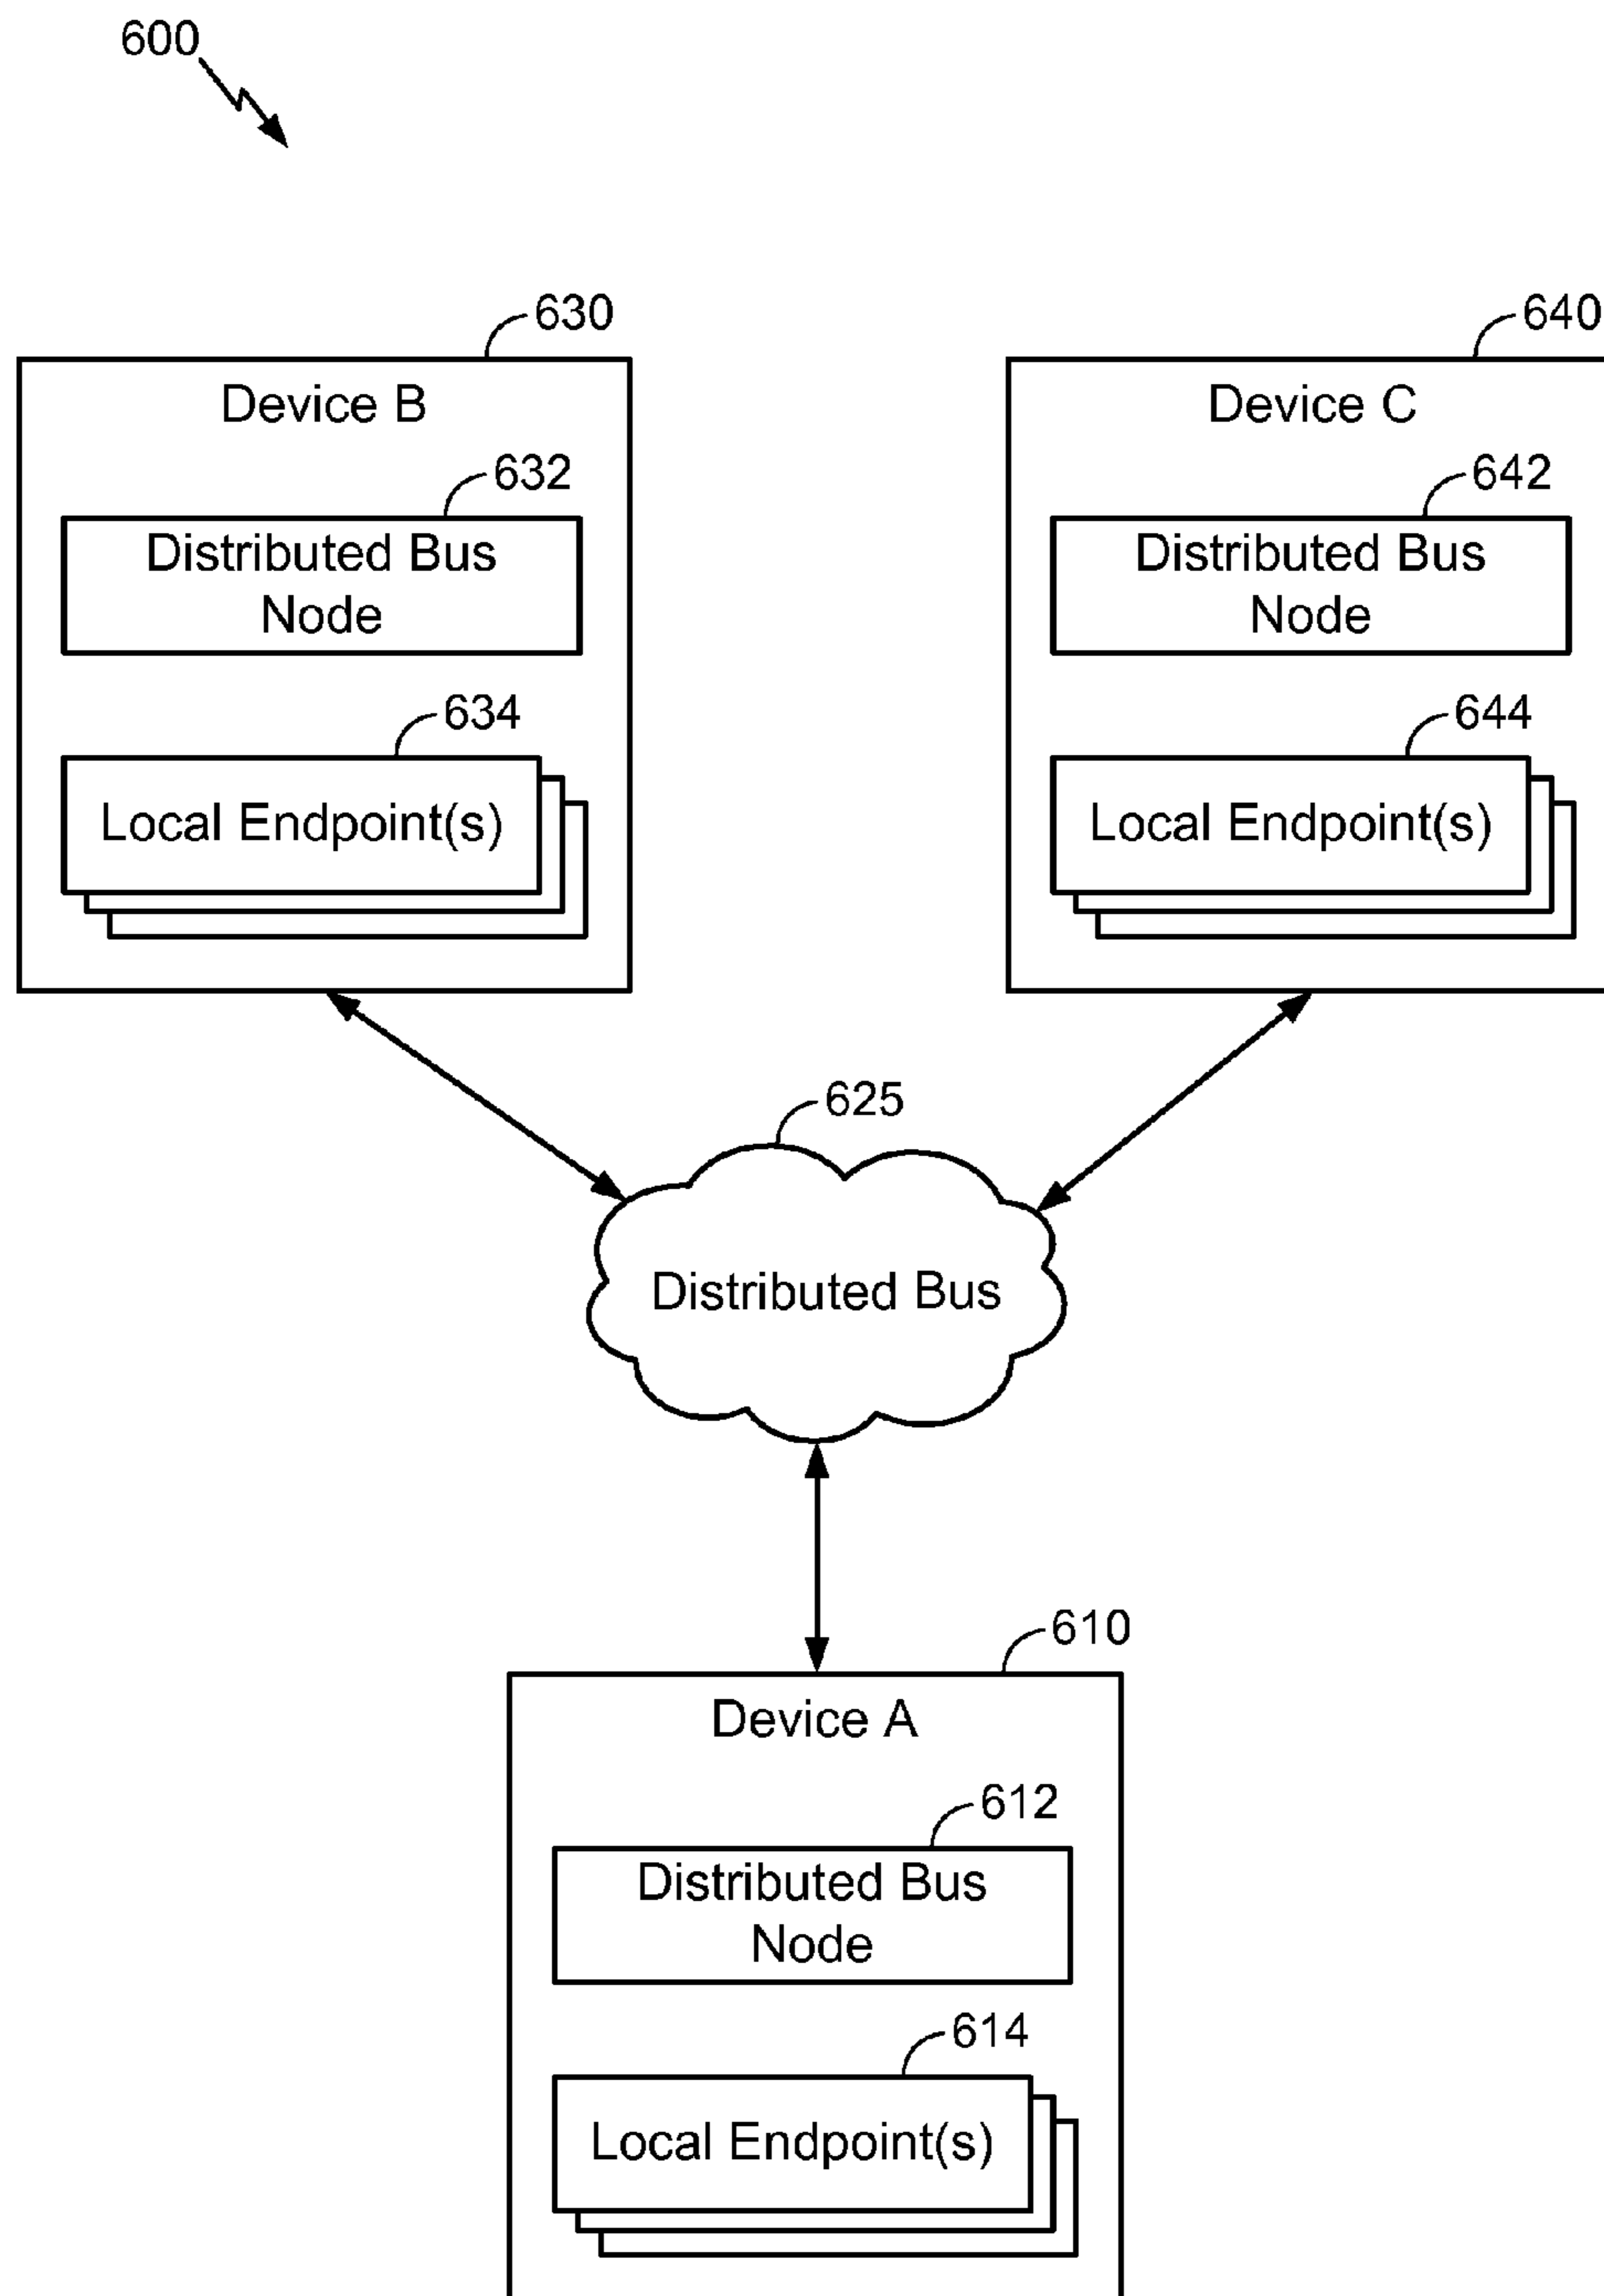 600
630
640
Device B
Device C
632
642
Distributed Bus
Node
Distributed Bus
Node
634
644
Local Endpoint(s)
Local Endpoint(s)
625
Distributed Bus
610
Device A
612
Distributed Bus
Node
614
Local Endpoint(s)